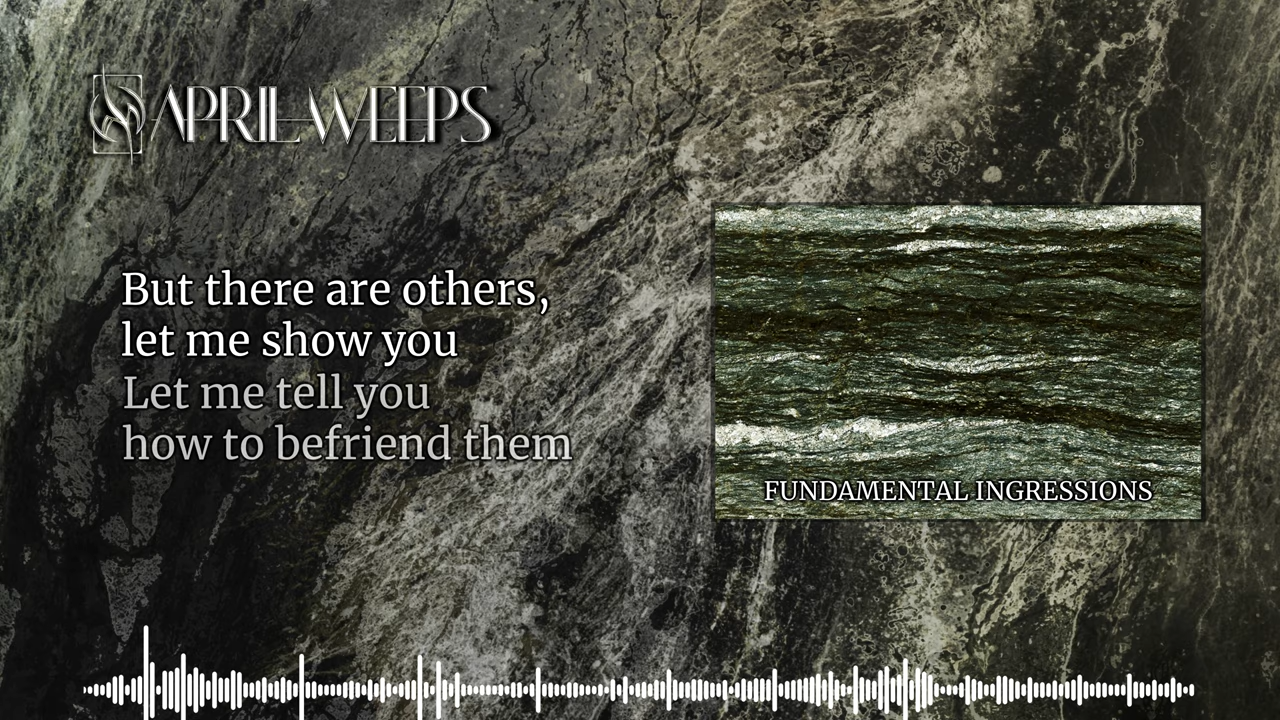 APRIL WEEPS
But there are others,
let me show you
Let me tell you
how to befriend them
FUNDAMENTAL INGRESSIONS